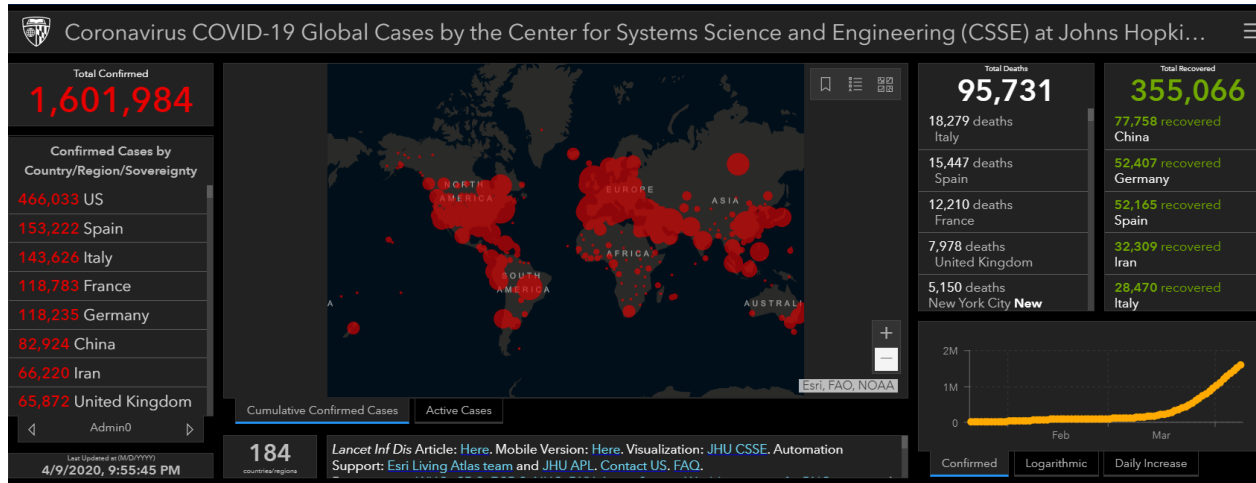 Coronavirus COVID-19 Global Cases by the Center for Systems Science and Engineering (CSSE) at Johns Hopki...
Total Confirmed
1,601,984
Confirmed Cases by
Country/Region/Sovereignty
466,033 US
153,222 Spain
143,626 Italy
118,783 France
118,235 Germany
82,924 China
66,220 Iran
65,872 United Kingdom
Admin0
Last Updated at (M/D/YYYY)
4/9/2020, 9:55:45 PM
NORTH
AMERICA
EUROPE
ASIA
AFRICA
SOUTH
AMERICA
A
AUSTRALI
+
−
Esri, FAO, NOAA
Cumulative Confirmed Cases
Active Cases
184
countries/regions
Lancet Inf Dis Article: Here. Mobile Version: Here. Visualization: JHU CSSE. Automation
Support: Esri Living Atlas team and JHU APL. Contact US. FAQ.
Total Deaths
95,731
18,279 deaths
Italy
15,447 deaths
Spain
12,210 deaths
France
7,978 deaths
United Kingdom
5,150 deaths
New York City New
Total Recovered
355,066
77,758 recovered
China
52,407 recovered
Germany
52,165 recovered
Spain
32,309 recovered
Iran
28,470 recovered
Italy
2M
1M
0
Feb
Mar
Confirmed
Logarithmic
Daily Increase